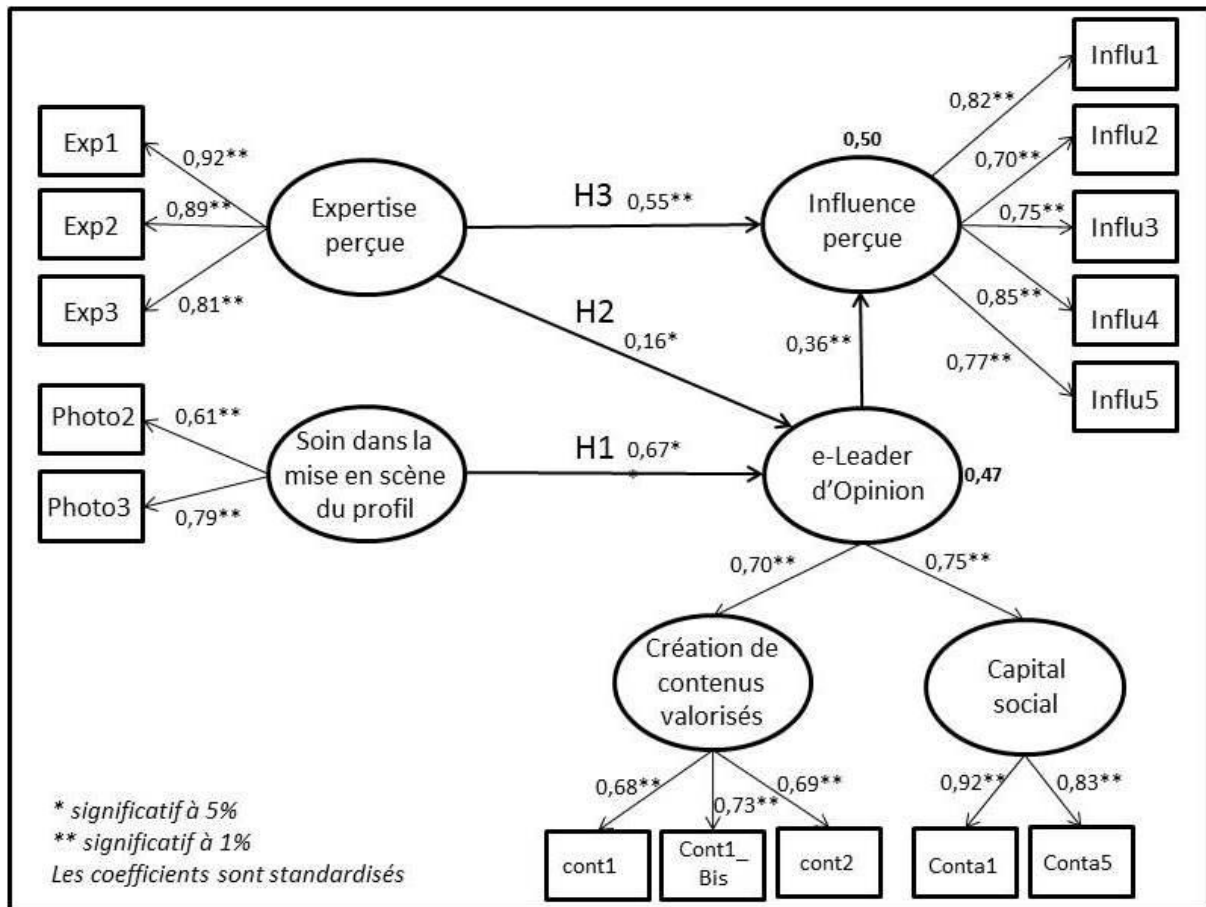 Influ1
0,82**
Exp1
0,92**
0,50
Influ2
0,70**
Exp2
0,89**
Expertise
perçue
H3 0,55**
Influence
perçue
0,75**
Influ3
Exp3
0,81**
H2
0,16*
0,36**
0,85**
Influ4
0,77**
Influ5
Photo2
0,61**
Soin dans la
mise en scène
du profil
H1 0,67*
*
e-Leader
d'Opinion
0,47
Photo3
0,79**
0,70**
0,75**
Création de
contenus
valorisés
Capital
social
0,68**
0,73**
0,69**
0,92**
0,83**
cont1
Cont1_
Bis
cont2
Conta1
Conta5
* significatif à 5%
** significatif à 1%
Les coefficients sont standardisés